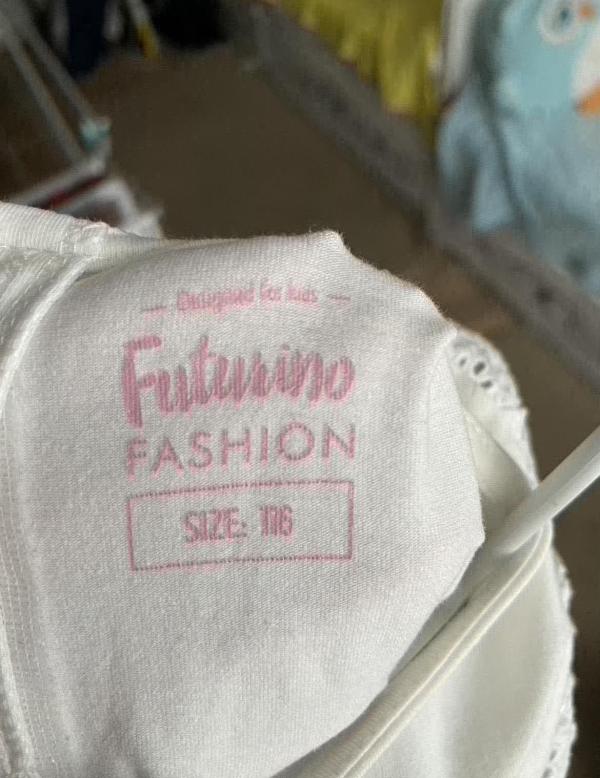 — Designed for kids —
Futurino
FASHION
SIZE: 116